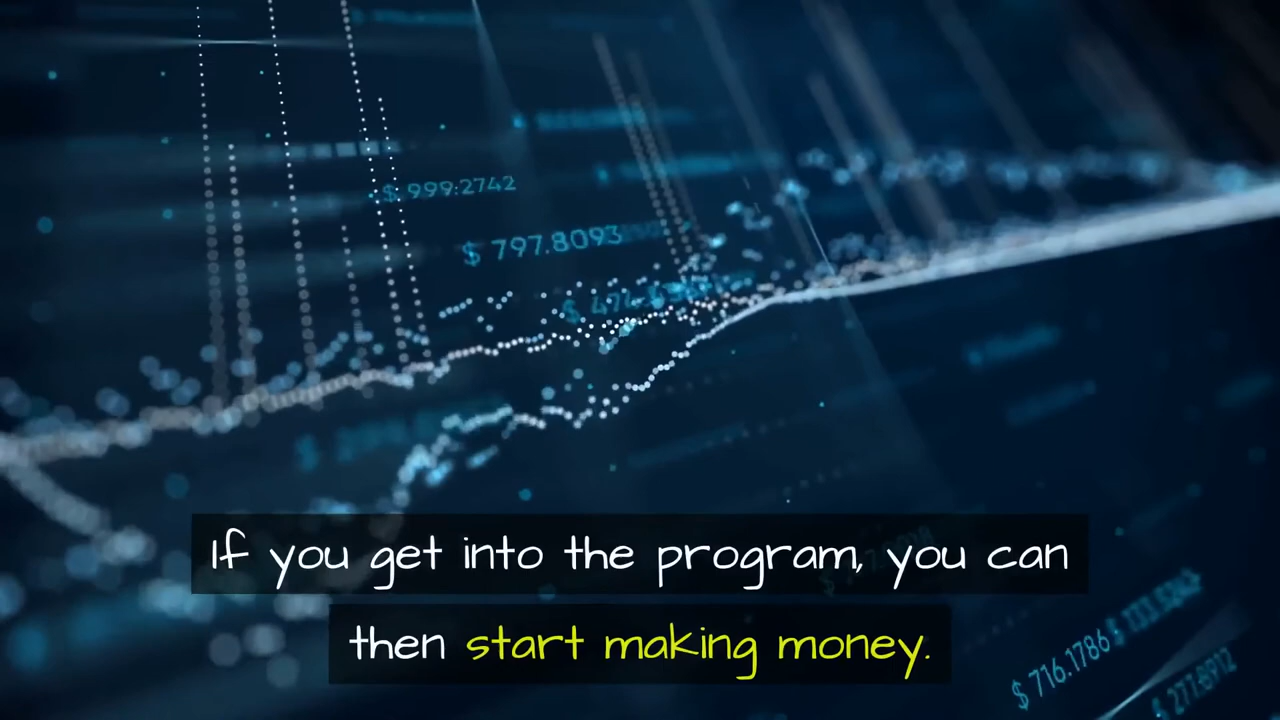 $ 999:2742
$ 797.8093
If you get into the program, you can
then start making money.
$ 716.1786